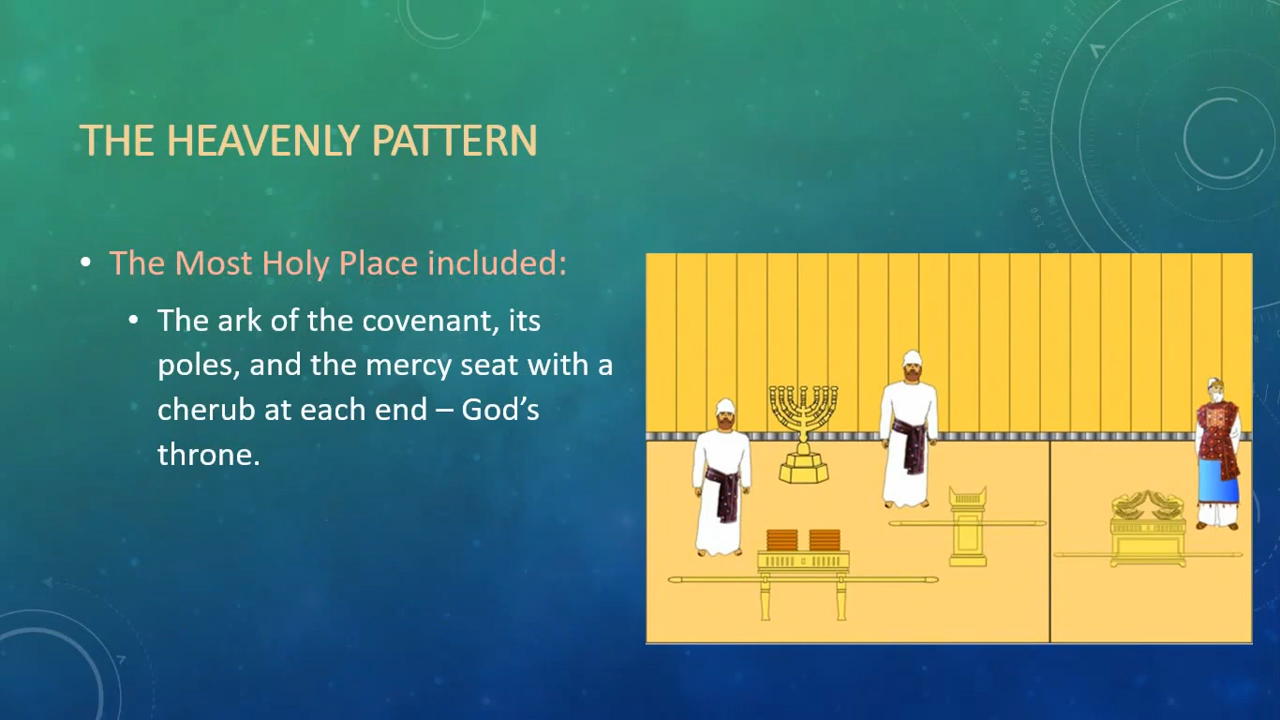 THE HEAVENLY PATTERN
• The Most Holy Place included:
• The ark of the covenant, its
poles, and the mercy seat with a
cherub at each end – God's
throne.